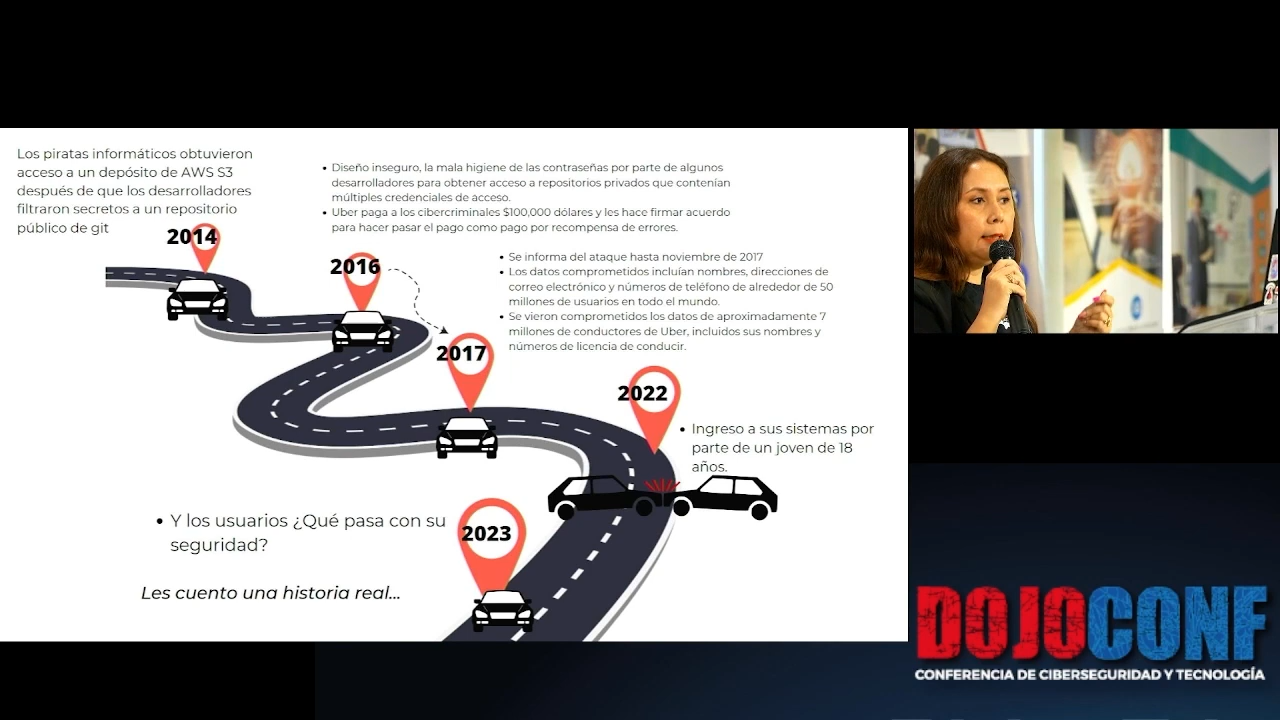 Los piratas informáticos obtuvieron
acceso a un depósito de AWS S3
después de que los desarrolladores
filtraron secretos a un repositorio
público de git
2014
• Diseño inseguro, la mala higiene de las contraseñas por parte de algunos
desarrolladores para obtener acceso a repositorios privados que contenían
múltiples credenciales de acceso.
• Uber paga a los cibercriminales $100,000 dólares y les hace firmar acuerdo
para hacer pasar el pago como pago por recompensa de errores.
2016
• Se informa del ataque hasta noviembre de 2017
• Los datos comprometidos incluían nombres, direcciones de
correo electrónico y números de teléfono de alrededor de 50
millones de usuarios en todo el mundo.
• Se vieron comprometidos los datos de aproximadamente 7
millones de conductores de Uber, incluidos sus nombres y
números de licencia de conducir.
2017
2022
• Ingreso a sus sistemas por
parte de un joven de 18
años.
• Y los usuarios ¿Qué pasa con su
seguridad?
2023
Les cuento una historia real...
DOJOCONF
CONFERENCIA DE CIBERSEGURIDAD Y TECNOLOGÍA